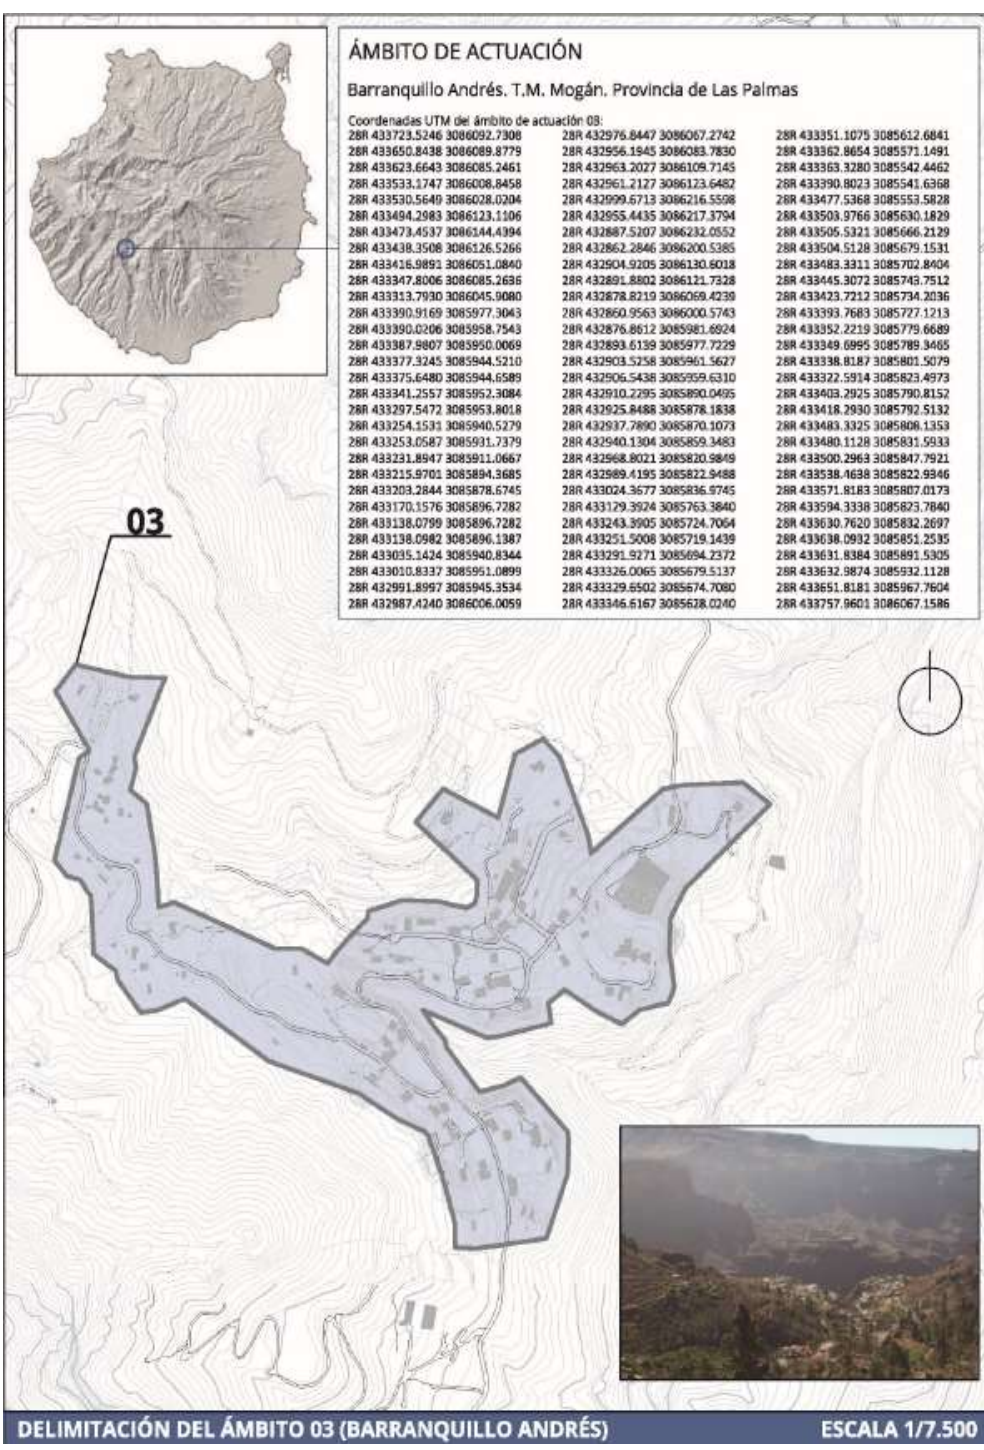 ÁMBITO DE ACTUACIÓN
Barranquillo Andrés. T.M. Mogán. Provincia de Las Palmas
Coordenadas UTM del ámbito de actuación 03:
28R 433723.5246 3086092.7308
28R 433650.8438 3086089.8779
28R 433623.6643 3086085.2461
28R 433533.1747 3086008.8458
28R 433530.5649 3086028.0204
28R 433494.2983 3086123.1106
28R 433473.4537 3086144.4394
28R 433438.3508 3086126.5266
28R 433416.9891 3086051.0840
28R 433347.8006 3086085.2636
28R 433313.7930 3086045.9080
28R 433390.9169 3085977.3043
28R 433390.0206 3085958.7543
28R 433387.9807 3085950.0069
28R 433377.3245 3085944.5210
28R 433375.6480 3085944.6589
28R 433341.2557 3085952.3084
28R 433297.5472 3085953.8018
28R 433254.1531 3085940.5279
28R 433253.0587 3085931.7379
28R 433231.8947 3085911.0667
28R 433215.9701 3085894.3685
28R 433203.2844 3085878.6745
28R 433170.1576 3085896.7282
28R 433138.0799 3085896.7282
28R 433138.0982 3085896.1387
28R 433035.1424 3085940.8344
28R 433010.8337 3085951.0899
28R 432991.8997 3085945.3534
28R 432987.4240 3086006.0059
28R 432976.8447 3086067.2742
28R 432956.1945 3086083.7830
28R 432963.2027 3086109.7145
28R 432961.2127 3086123.6482
28R 432999.6713 3086216.5598
28R 432955.4435 3086217.3794
28R 432887.5207 3086232.0552
28R 432862.2846 3086200.5385
28R 432904.9205 3086130.6018
28R 432891.8802 3086121.7328
28R 432878.8219 3086069.4239
28R 432860.9563 3086000.5743
28R 432876.8612 3085981.6924
28R 432893.6139 3085977.7229
28R 432903.5258 3085961.5627
28R 432906.5438 3085959.6310
28R 432910.2295 3085890.0495
28R 432925.8488 3085878.1838
28R 432937.7890 3085870.1073
28R 432940.1304 3085859.3483
28R 432968.8021 3085820.9849
28R 432989.4195 3085822.9488
28R 433024.3677 3085836.9745
28R 433129.3924 3085763.3840
28R 433243.3905 3085724.7064
28R 433251.5008 3085719.1439
28R 433291.9271 3085694.2372
28R 433326.0065 3085679.5137
28R 433329.6502 3085674.7080
28R 433346.6167 3085628.0240
28R 433351.1075 3085612.6841
28R 433362.8654 3085571.1491
28R 433363.3280 3085542.4462
28R 433390.8023 3085541.6368
28R 433477.5368 3085553.5828
28R 433503.9766 3085630.1829
28R 433505.5321 3085666.2129
28R 433504.5128 3085679.1531
28R 433483.3311 3085702.8404
28R 433445.3072 3085743.7512
28R 433423.7212 3085734.2036
28R 433393.7683 3085727.1213
28R 433352.2219 3085779.6689
28R 433349.6995 3085789.3465
28R 433338.8187 3085801.5079
28R 433322.5914 3085823.4973
28R 433403.2925 3085790.8152
28R 433418.2930 3085792.5132
28R 433483.3325 3085808.1353
28R 433480.1128 3085831.5933
28R 433500.2963 3085847.7921
28R 433538.4638 3085822.9346
28R 433571.8183 3085807.0173
28R 433594.3338 3085823.7840
28R 433630.7620 3085832.2697
28R 433638.0932 3085851.2535
28R 433631.8384 3085891.5305
28R 433632.9874 3085932.1128
28R 433651.8181 3085967.7604
28R 433757.9601 3086067.1586
03
DELIMITACIÓN DEL ÁMBITO 03 (BARRANQUILLO ANDRÉS)
ESCALA 1/7.500